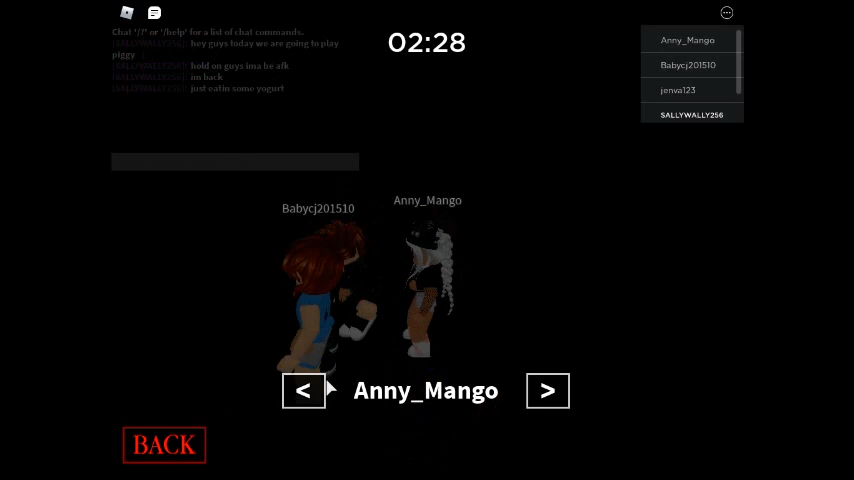 Chat '/?' or '/help' for a list of chat commands.
[SALLYWALLY256]: hey guys today we are going to play
piggy
[SALLYWALLY256]: hold on guys ima be afk
[SALLYWALLY256]: im back
[SALLYWALLY256]: just eatin some yogurt
02:28
Anny_Mango
Babycj201510
jenva123
SALLYWALLY256
Babycj201510
Anny_Mango
< Anny_Mango >
BACK